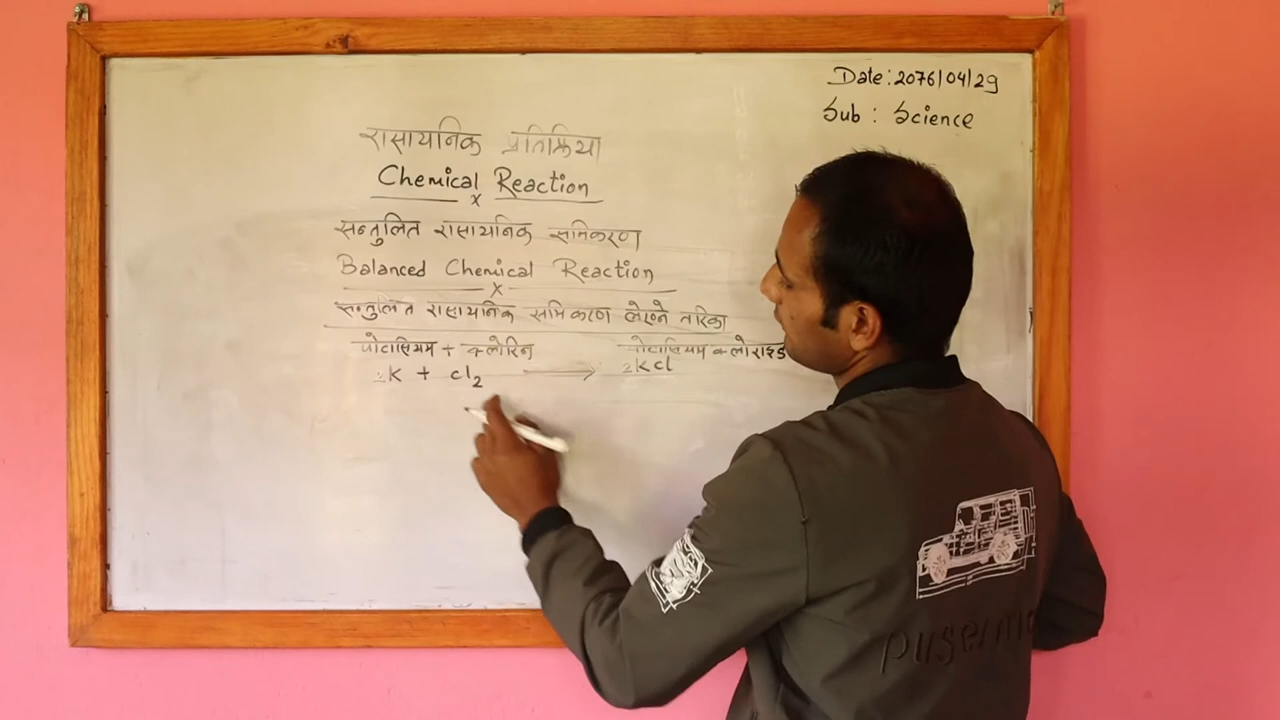 Date: 2076/04/29
Sub : Science
रासायनिक प्रतिक्रिया
Chemical Reaction
x
सन्तुलित रासायनिक समिकरण
Balanced Chemical Reaction
x
सन्तुलित रासायनिक समिकरण लेख्ने तरिका
पोटासियम + क्लोरिन पोटासियम क्लोराइड
2K + cl2 → 2Kcl
puserme